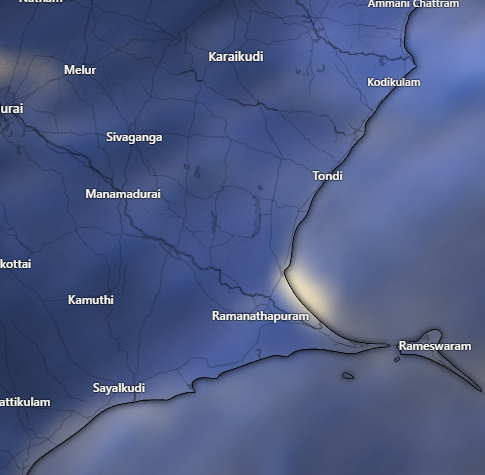 Ammani Chattram
Karaikudi
Melur
Kodikulam
urai
Sivaganga
Tondi
Manamadurai
kottai
Kamuthi
Ramanathapuram
Rameswaram
Sayalkudi
attikulam